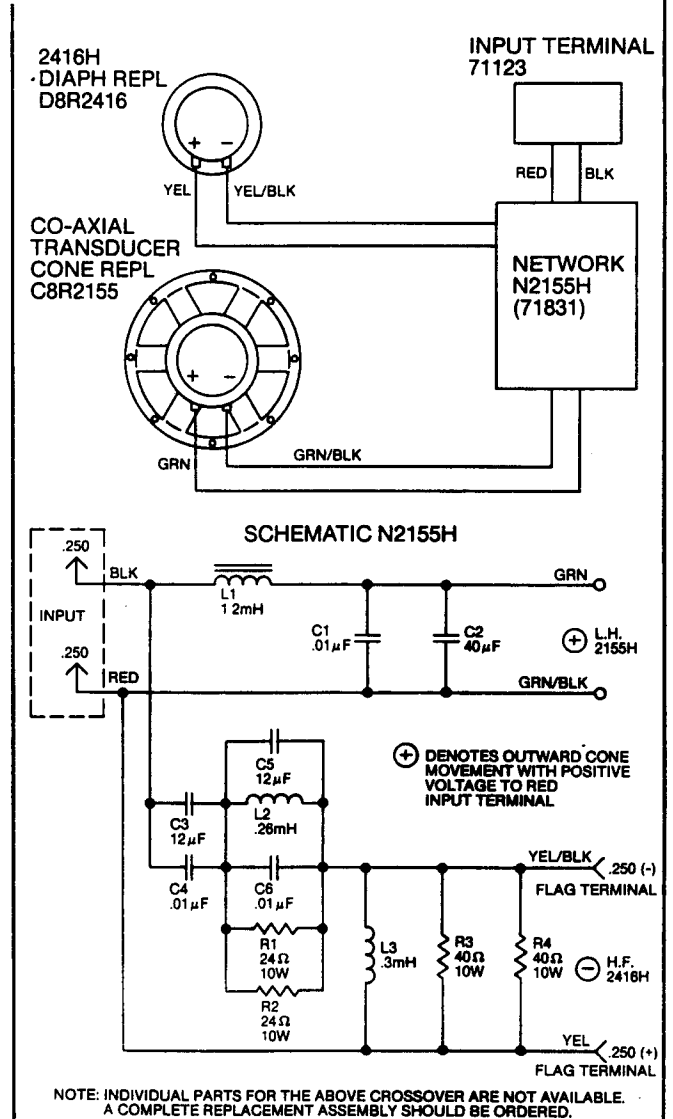 2416H
DIAPH REPL
D8R2416
INPUT TERMINAL
71123
+ −
YEL
YEL/BLK
RED
BLK
CO-AXIAL
TRANSDUCER
CONE REPL
C8R2155
NETWORK
N2155H
(71831)
+ −
GRN
GRN/BLK
SCHEMATIC N2155H
.250
BLK
INPUT
.250
RED
L1
1 2mH
C1
.01µF
C2
40µF
GRN
+ L.H.
2155H
GRN/BLK
+ DENOTES OUTWARD CONE
MOVEMENT WITH POSITIVE
VOLTAGE TO RED
INPUT TERMINAL
C5
12µF
L2
.26mH
C3
12µF
C4
.01µF
C6
.01µF
R1
24Ω
10W
R2
24Ω
10W
L3
.3mH
R3
40Ω
10W
R4
40Ω
10W
YEL/BLK
.250 (-)
FLAG TERMINAL
− H.F.
2416H
YEL
.250 (+)
FLAG TERMINAL
NOTE: INDIVIDUAL PARTS FOR THE ABOVE CROSSOVER ARE NOT AVAILABLE.
A COMPLETE REPLACEMENT ASSEMBLY SHOULD BE ORDERED.